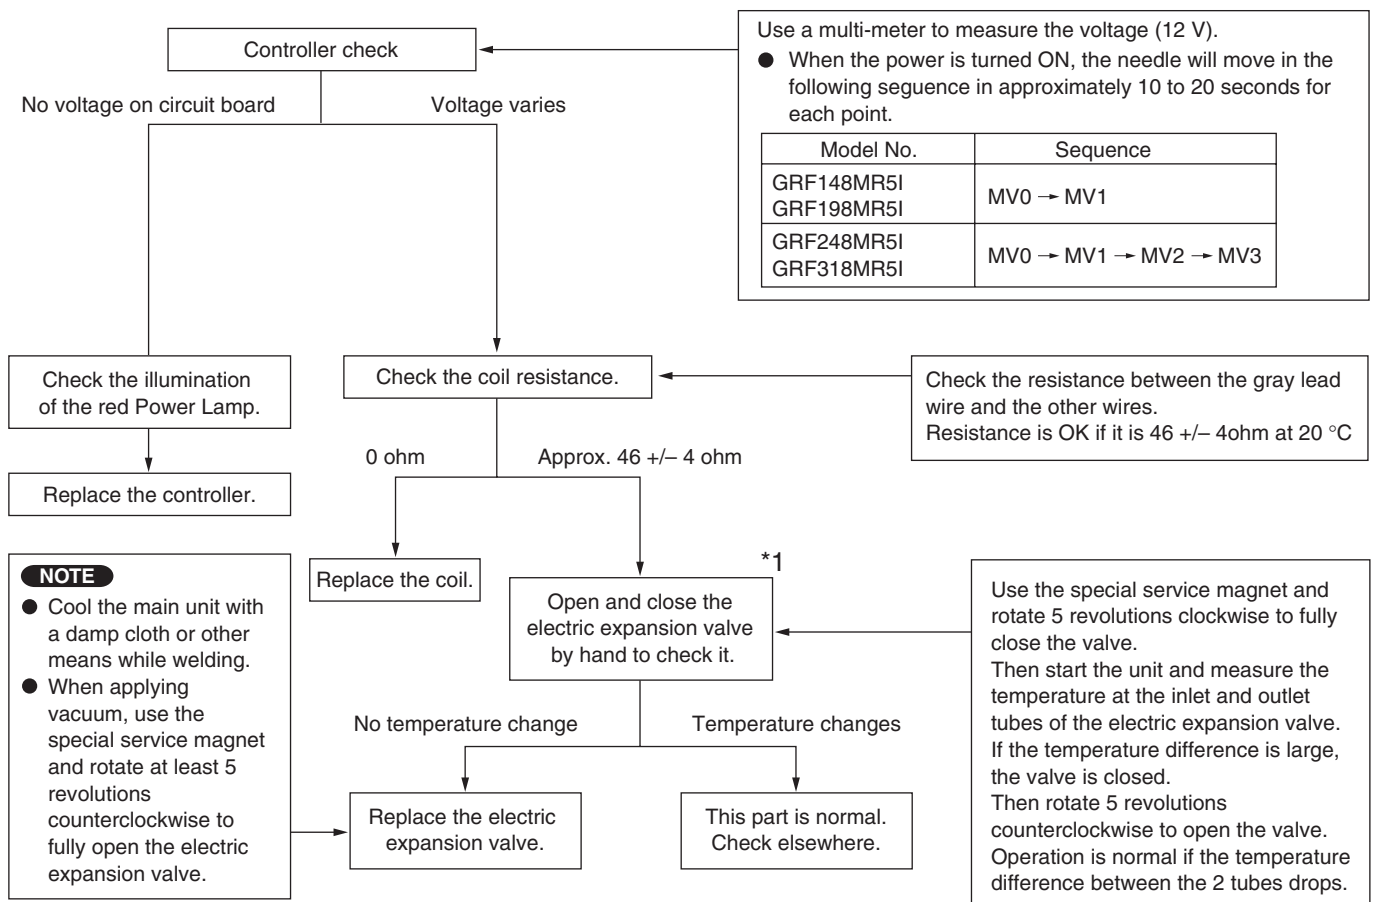 Controller check
No voltage on circuit board
Voltage varies
Use a multi-meter to measure the voltage (12 V).
● When the power is turned ON, the needle will move in the
following seguence in approximately 10 to 20 seconds for
each point.
Model No. Sequence
GRF148MR5I
GRF198MR5I
MV0 → MV1
GRF248MR5I
GRF318MR5I
MV0 → MV1 → MV2 → MV3
Check the illumination
of the red Power Lamp.
Replace the controller.
Check the coil resistance.
Check the resistance between the gray lead
wire and the other wires.
Resistance is OK if it is 46 +/– 4ohm at 20 °C
0 ohm
Approx. 46 +/– 4 ohm
Replace the coil.
*1
Open and close the
electric expansion valve
by hand to check it.
Use the special service magnet and
rotate 5 revolutions clockwise to fully
close the valve.
Then start the unit and measure the
temperature at the inlet and outlet
tubes of the electric expansion valve.
If the temperature difference is large,
the valve is closed.
Then rotate 5 revolutions
counterclockwise to open the valve.
Operation is normal if the temperature
difference between the 2 tubes drops.
No temperature change
Temperature changes
NOTE
● Cool the main unit with
a damp cloth or other
means while welding.
● When applying
vacuum, use the
special service magnet
and rotate at least 5
revolutions
counterclockwise to
fully open the electric
expansion valve.
Replace the electric
expansion valve.
This part is normal.
Check elsewhere.